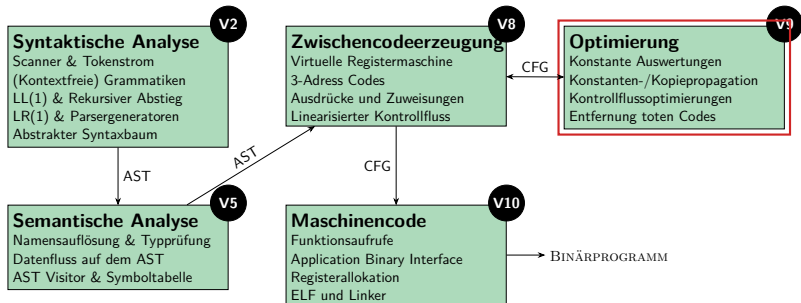 V2
Syntaktische Analyse
Scanner & Tokenstrom
(Kontextfreie) Grammatiken
LL(1) & Rekursiver Abstieg
LR(1) & Parsergeneratoren
Abstrakter Syntaxbaum
V8
Zwischencodeerzeugung
Virtuelle Registermaschine
3-Adress Codes
Ausdrücke und Zuweisungen
Linearisierter Kontrollfluss
CFG
V9
Optimierung
Konstante Auswertungen
Konstanten-/Kopiepropagation
Kontrollflussoptimierungen
Entfernung toten Codes
AST
AST
CFG
V5
Semantische Analyse
Namensauflösung & Typprüfung
Datenfluss auf dem AST
AST Visitor & Symboltabelle
V10
Maschinencode
Funktionsaufrufe
Application Binary Interface
Registerallokation
ELF und Linker
Binärprogramm